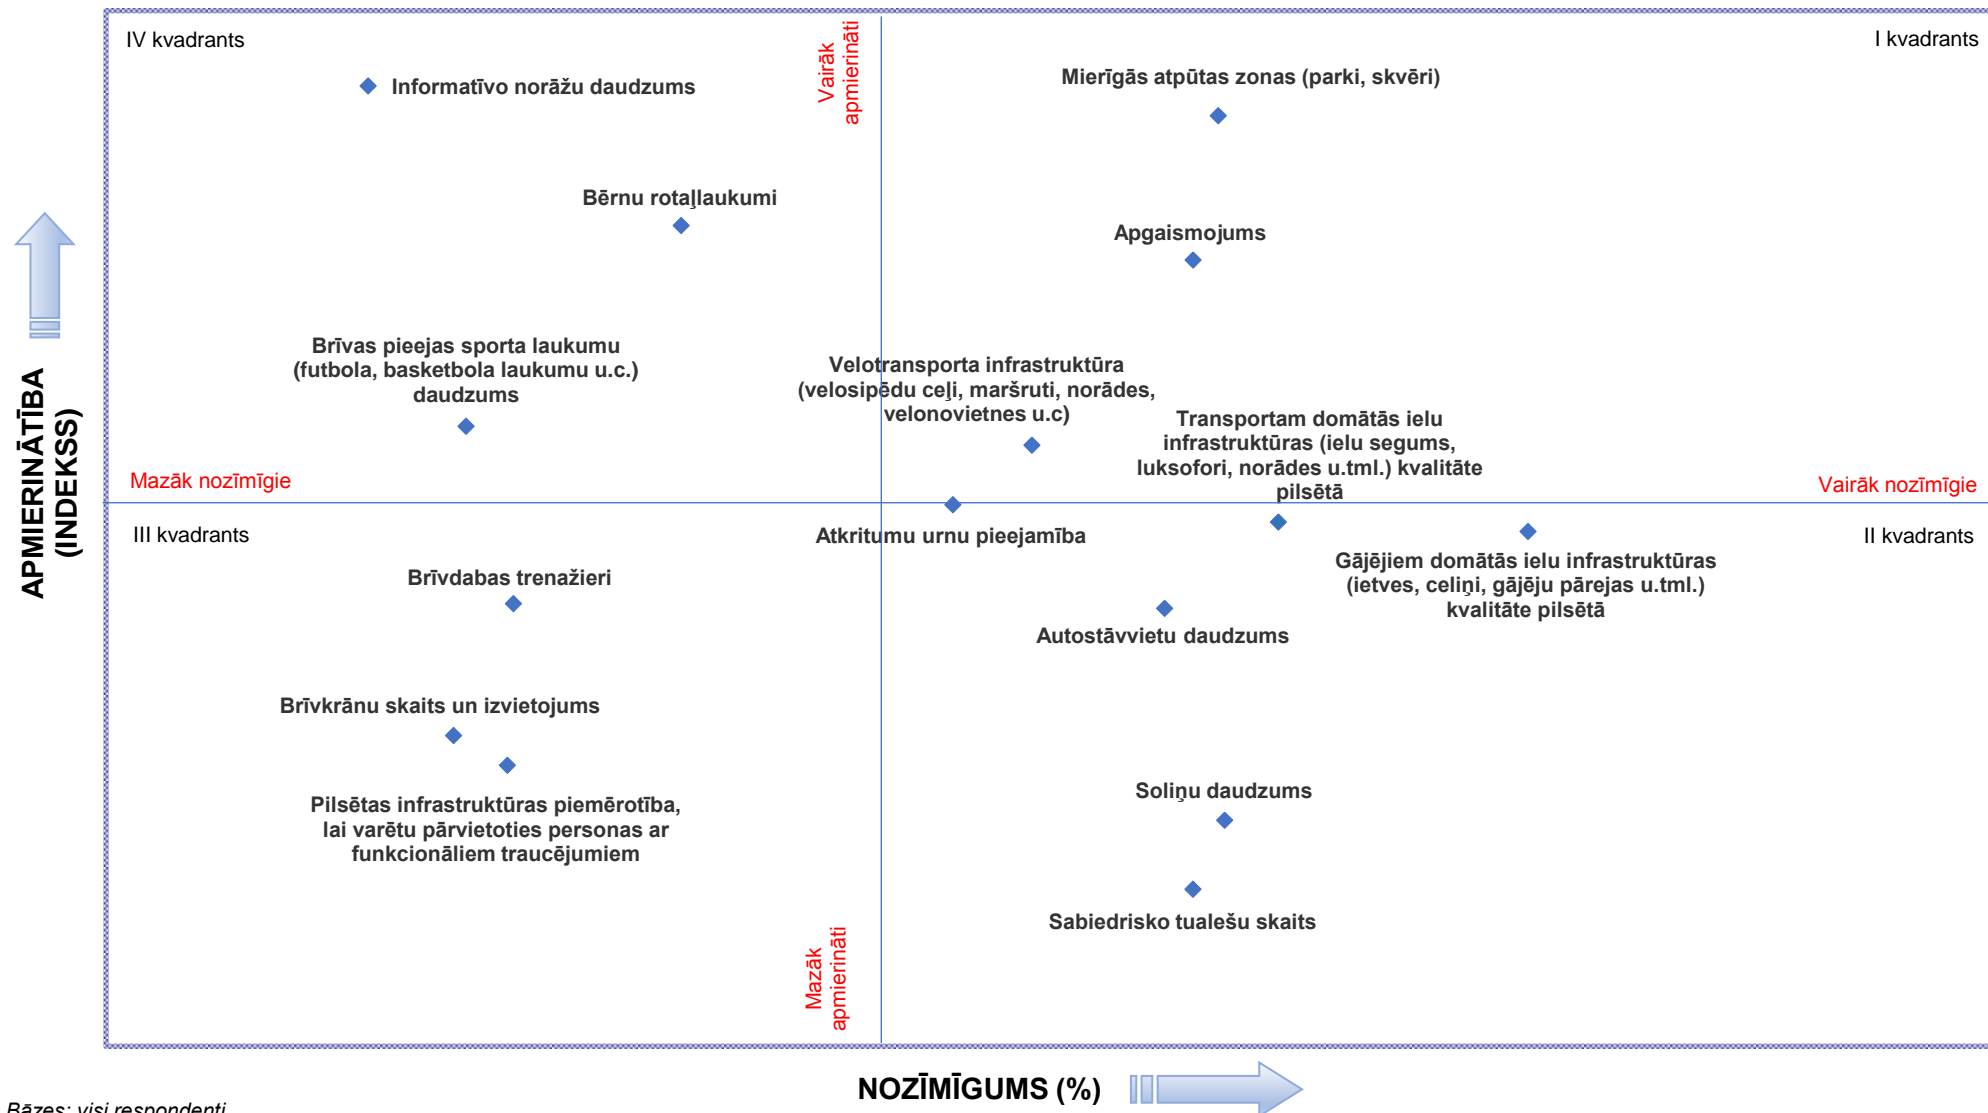 IV kvadrants
Vairāk
apmierināti
I kvadrants
Informatīvo norāžu daudzums
Mierīgās atpūtas zonas (parki, skvēri)
Bērnu rotaļlaukumi
Apgaismojums
Brīvas pieejas sporta laukumu
(futbola, basketbola laukumu u.c.)
daudzums
Velotransporta infrastruktūra
(velosipēdu ceļi, maršruti, norādes,
velonovietnes u.c)
Transportam domātās ielu
infrastruktūras (ielu segums,
luksofori, norādes u.tml.) kvalitāte
pilsētā
APMIERINĀTĪBA
(INDEKSS)
Mazāk nozīmīgie
Vairāk nozīmīgie
III kvadrants
Atkritumu urnu pieejamība
II kvadrants
Gājējiem domātās ielu infrastruktūras
(ietves, celiņi, gājēju pārejas u.tml.)
kvalitāte pilsētā
Brīvdabas trenažieri
Autostāvvietu daudzums
Brīvkrānu skaits un izvietojums
Pilsētas infrastruktūras piemērotība,
lai varētu pārvietoties personas ar
funkcionāliem traucējumiem
Soliņu daudzums
Sabiedrisko tualešu skaits
Mazāk
apmierināti
NOZĪMĪGUMS (%)
Bāzes: visi respondenti